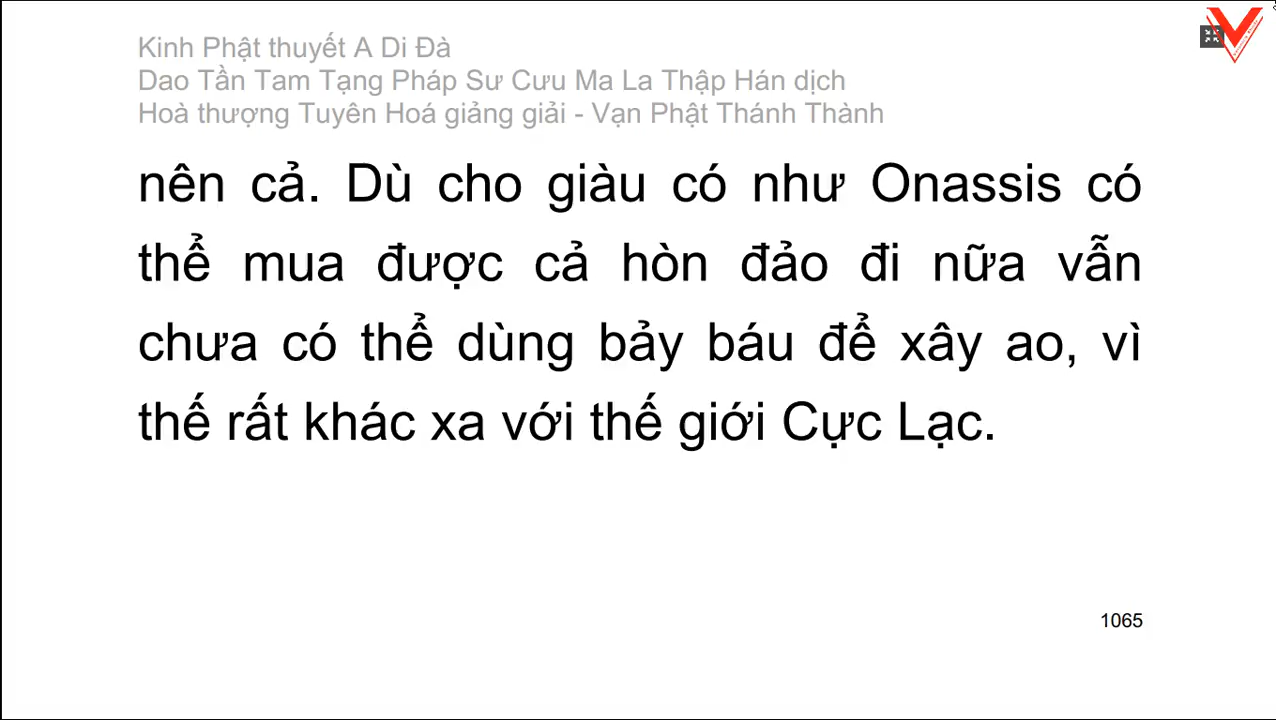 Kinh Phật thuyết A Di Đà
Dao Tần Tam Tạng Pháp Sư Cưu Ma La Thập Hán dịch
Hoà thượng Tuyên Hoá giảng giải - Vạn Phật Thánh Thành
nên cả. Dù cho giàu có như Onassis có
thể mua được cả hòn đảo đi nữa vẫn
chưa có thể dùng bảy báu để xây ao, vì
thế rất khác xa với thế giới Cực Lạc.
1065